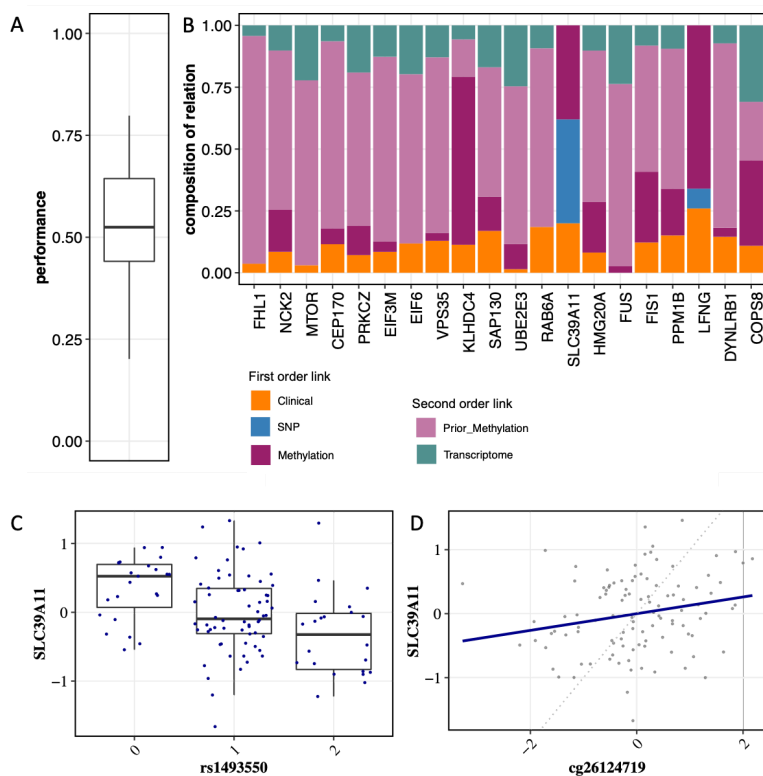 A
1.00
0.75
0.50
0.25
0.00
performance
B
1.00
0.75
0.50
0.25
0.00
composition of relation
FHL1
NCK2
MTOR
CEP170
PRKCZ
EIF3M
EIF6
VPS35
KLHDC4
SAP130
UBE2E3
RAB6A
SLC39A11
HMG20A
FUS
FIS1
PPM1B
LFNG
DYNLRB1
COPS8
First order link
Clinical
SNP
Methylation
Second order link
Prior_Methylation
Transcriptome
C
1
0
−1
SLC39A11
0
1
2
rs1493550
D
1
0
−1
SLC39A11
−2
0
2
cg26124719